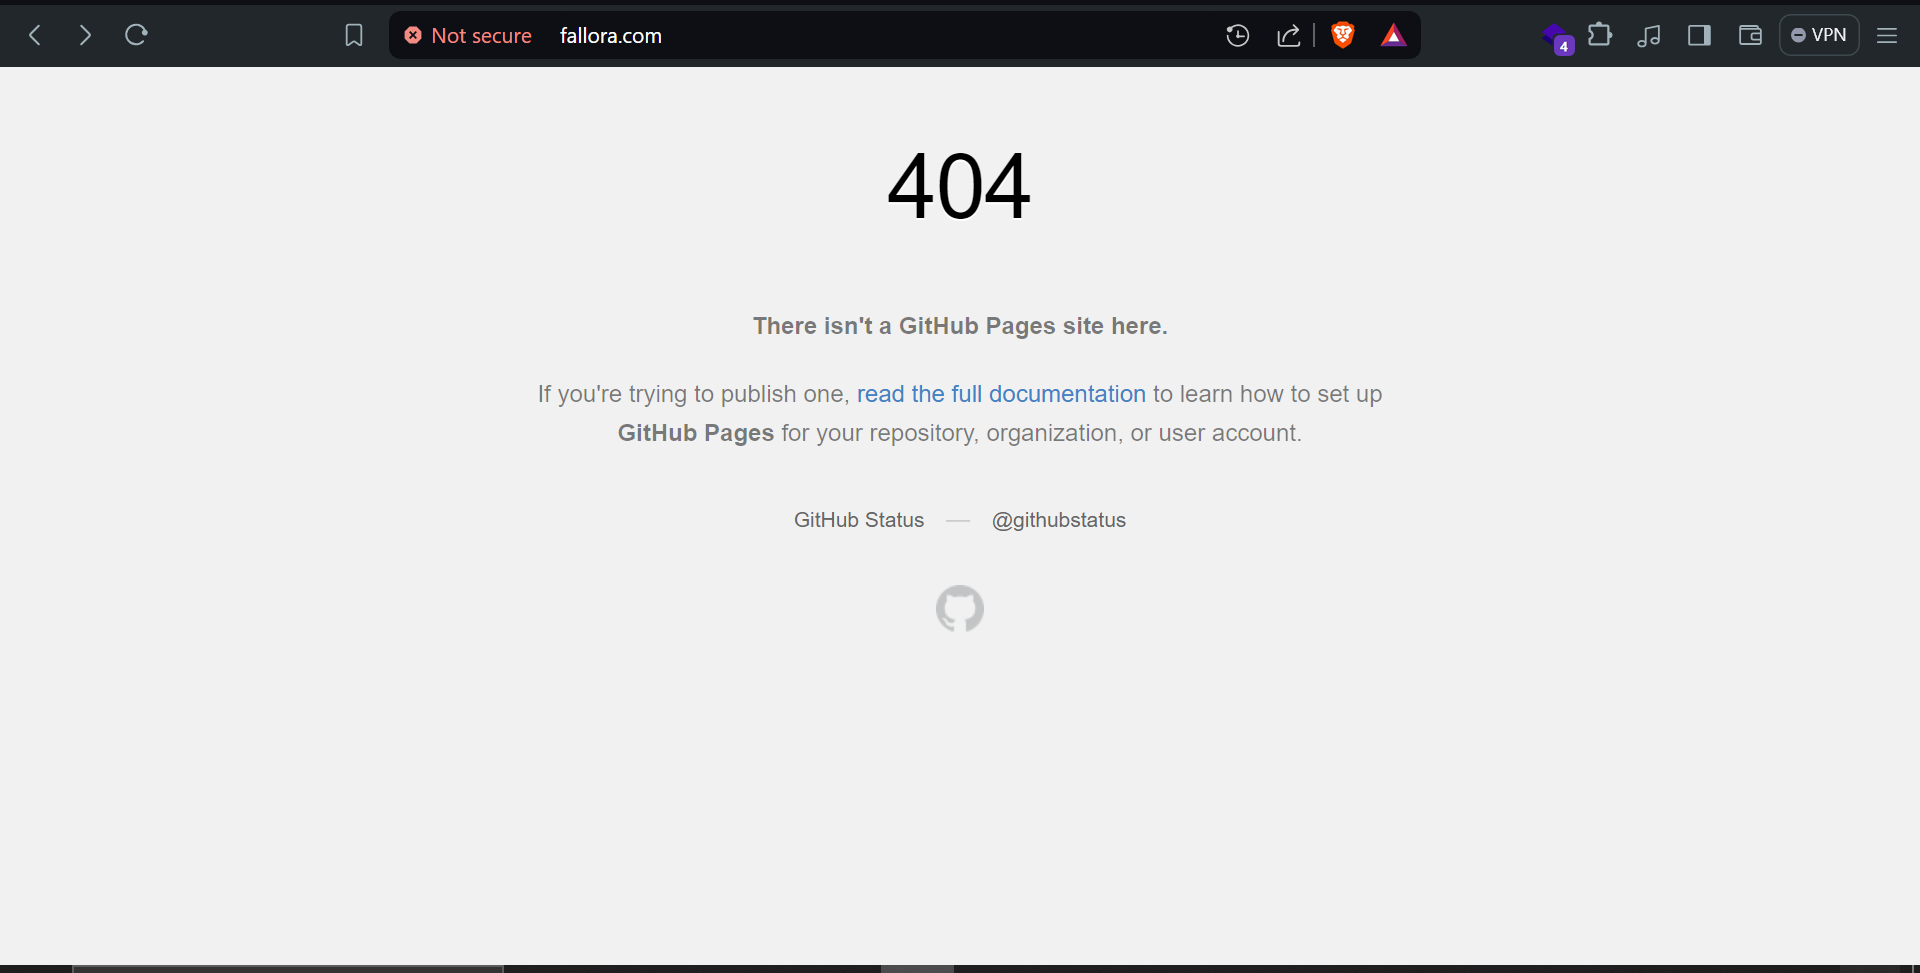 Not secure fallora.com
4
VPN
404
There isn't a GitHub Pages site here.
If you're trying to publish one, read the full documentation to learn how to set up
GitHub Pages for your repository, organization, or user account.
GitHub Status — @githubstatus